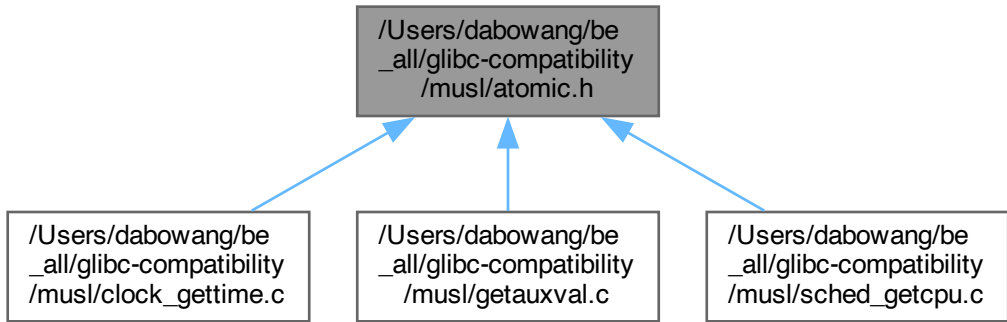 /Users/dabowang/be
_all/glibc-compatibility
/musl/atomic.h
/Users/dabowang/be
_all/glibc-compatibility
/musl/clock_gettime.c
/Users/dabowang/be
_all/glibc-compatibility
/musl/getauxval.c
/Users/dabowang/be
_all/glibc-compatibility
/musl/sched_getcpu.c